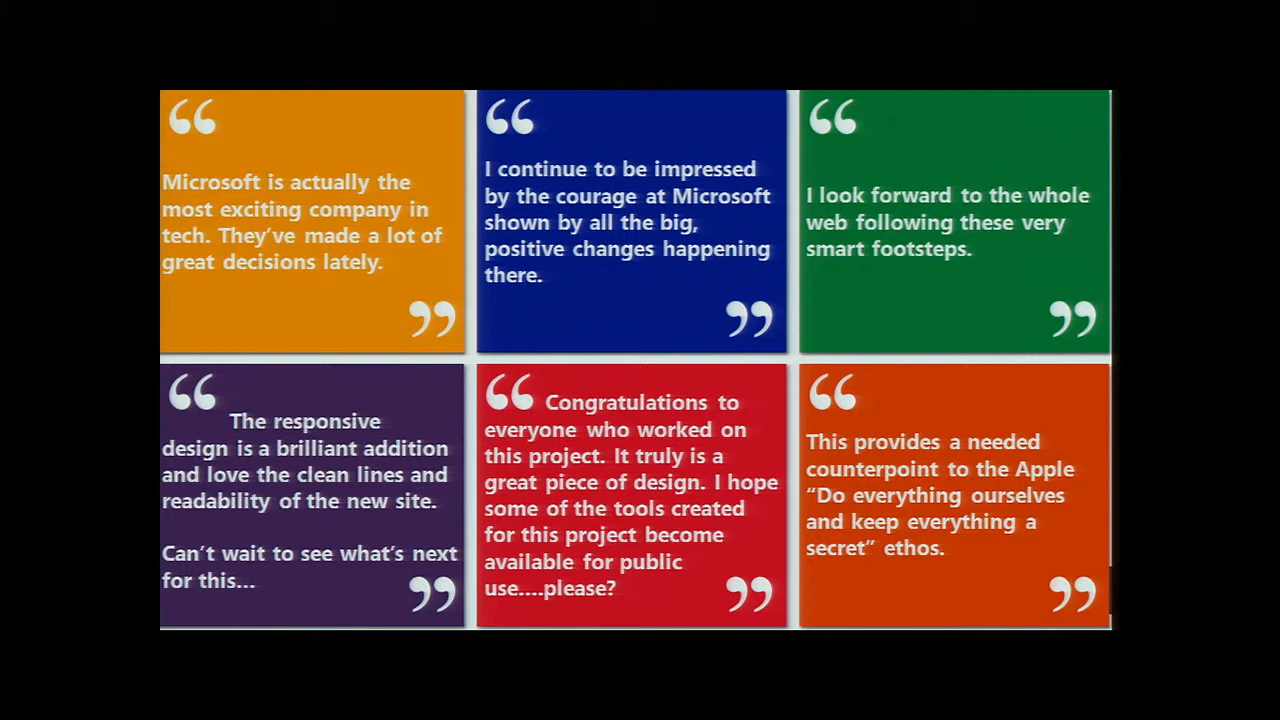 “
Microsoft is actually the
most exciting company in
tech. They’ve made a lot of
great decisions lately.
”
“
I continue to be impressed
by the courage at Microsoft
shown by all the big,
positive changes happening
there.
”
“
I look forward to the whole
web following these very
smart footsteps.
”
“
The responsive
design is a brilliant addition
and love the clean lines and
readability of the new site.
Can’t wait to see what’s next
for this...
”
“ Congratulations to
everyone who worked on
this project. It truly is a
great piece of design. I hope
some of the tools created
for this project become
available for public
use....please?
”
“
This provides a needed
counterpoint to the Apple
“Do everything ourselves
and keep everything a
secret” ethos.
”